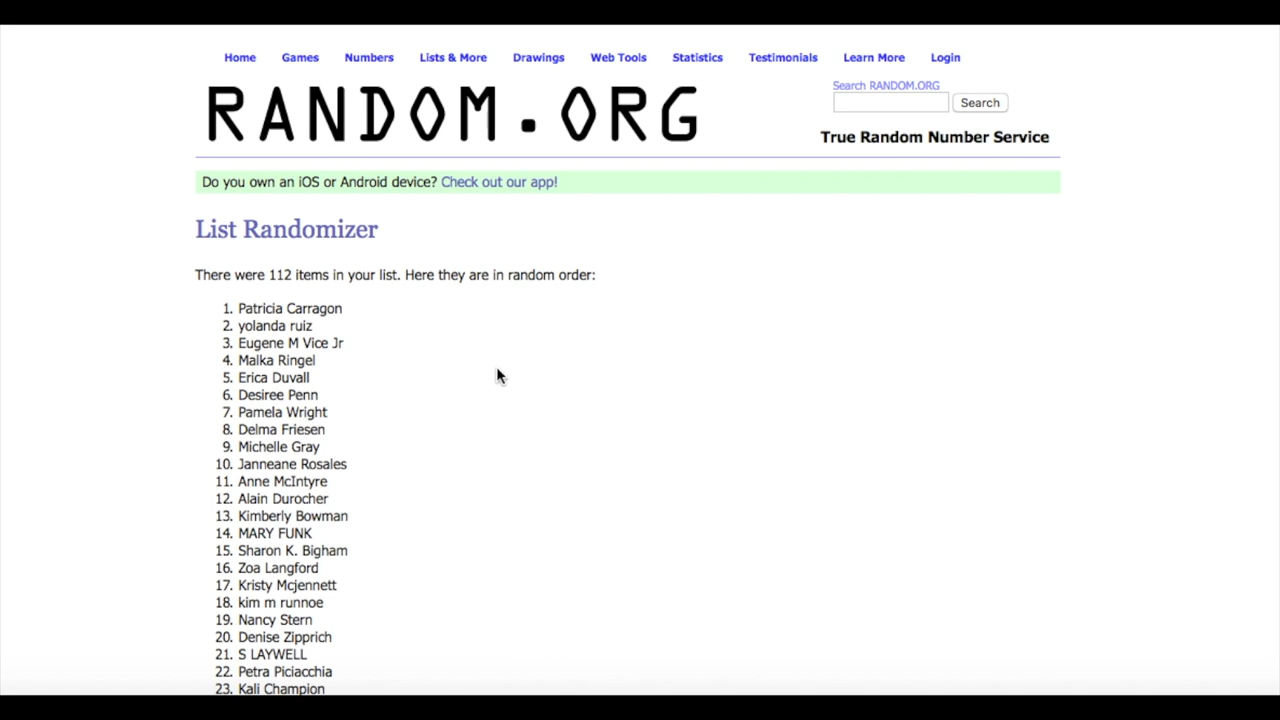 Home Games Numbers Lists & More Drawings Web Tools Statistics Testimonials Learn More Login
RANDOM.ORG
Search RANDOM.ORG
Search
True Random Number Service
Do you own an iOS or Android device? Check out our app!
List Randomizer
There were 112 items in your list. Here they are in random order:
1. Patricia Carragon
2. yolanda ruiz
3. Eugene M Vice Jr
4. Malka Ringel
5. Erica Duvall
6. Desiree Penn
7. Pamela Wright
8. Delma Friesen
9. Michelle Gray
10. Janneane Rosales
11. Anne McIntyre
12. Alain Durocher
13. Kimberly Bowman
14. MARY FUNK
15. Sharon K. Bigham
16. Zoa Langford
17. Kristy Mcjennett
18. kim m runnoe
19. Nancy Stern
20. Denise Zipprich
21. S LAYWELL
22. Petra Piciacchia
23. Kali Champion